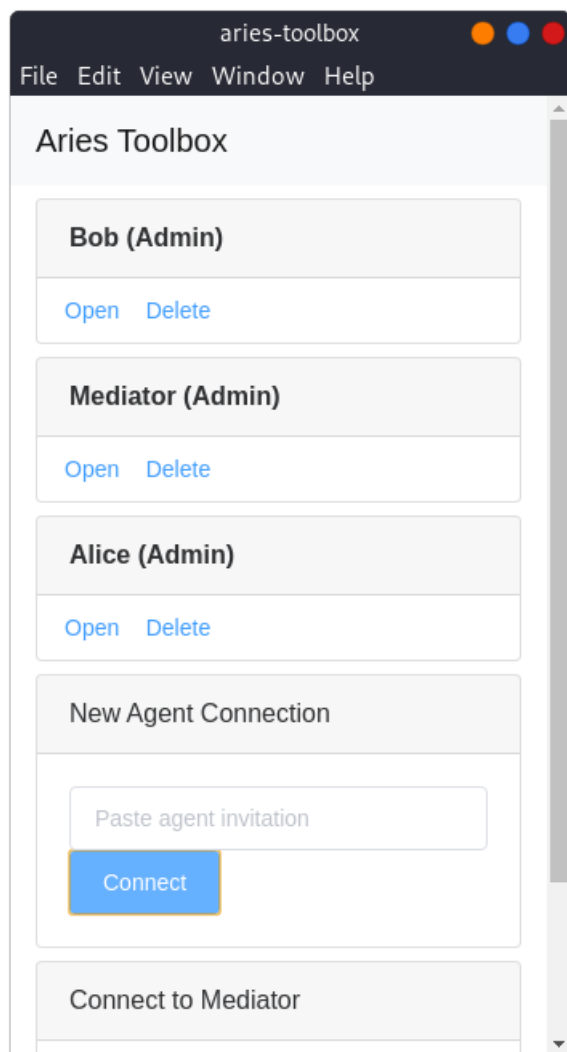 aries-toolbox
File Edit View Window Help
Aries Toolbox
Bob (Admin)
Open Delete
Mediator (Admin)
Open Delete
Alice (Admin)
Open Delete
New Agent Connection
Paste agent invitation
Connect
Connect to Mediator